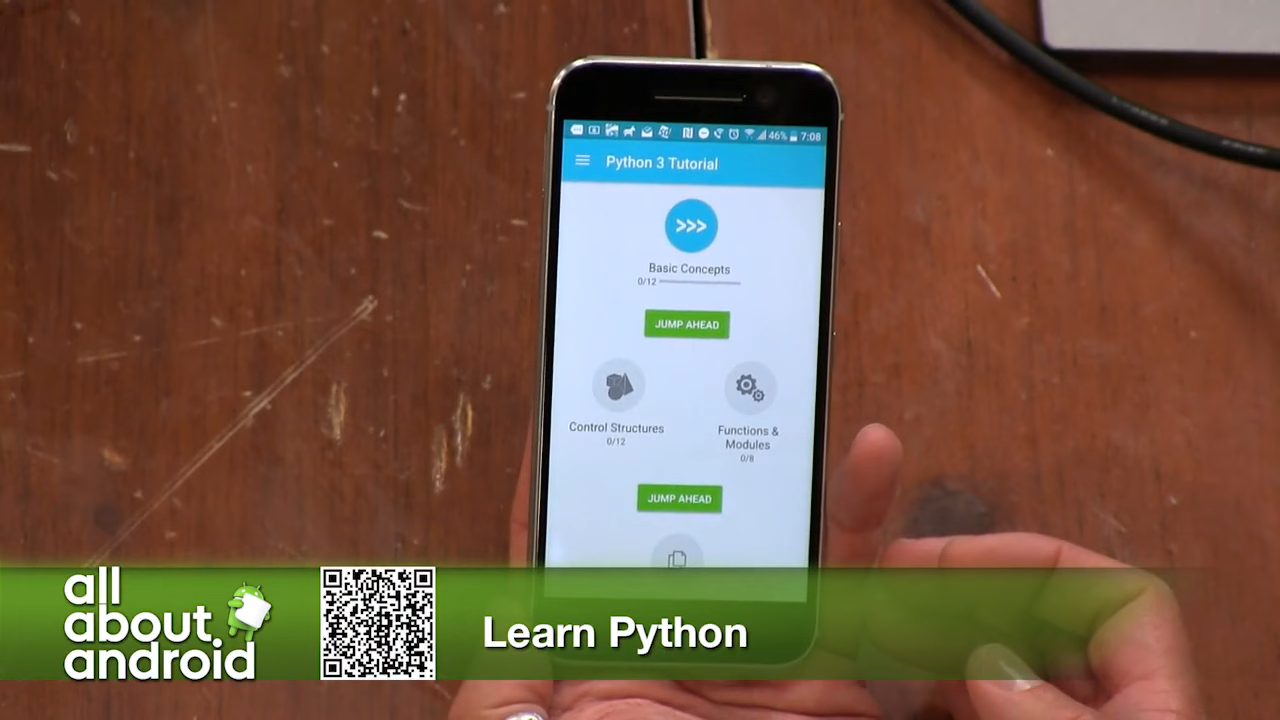 46% 7:08
Python 3 Tutorial
>>>
Basic Concepts
0/12
JUMP AHEAD
Control Structures
0/12
Functions &
Modules
0/8
JUMP AHEAD
all
about
android
Learn Python